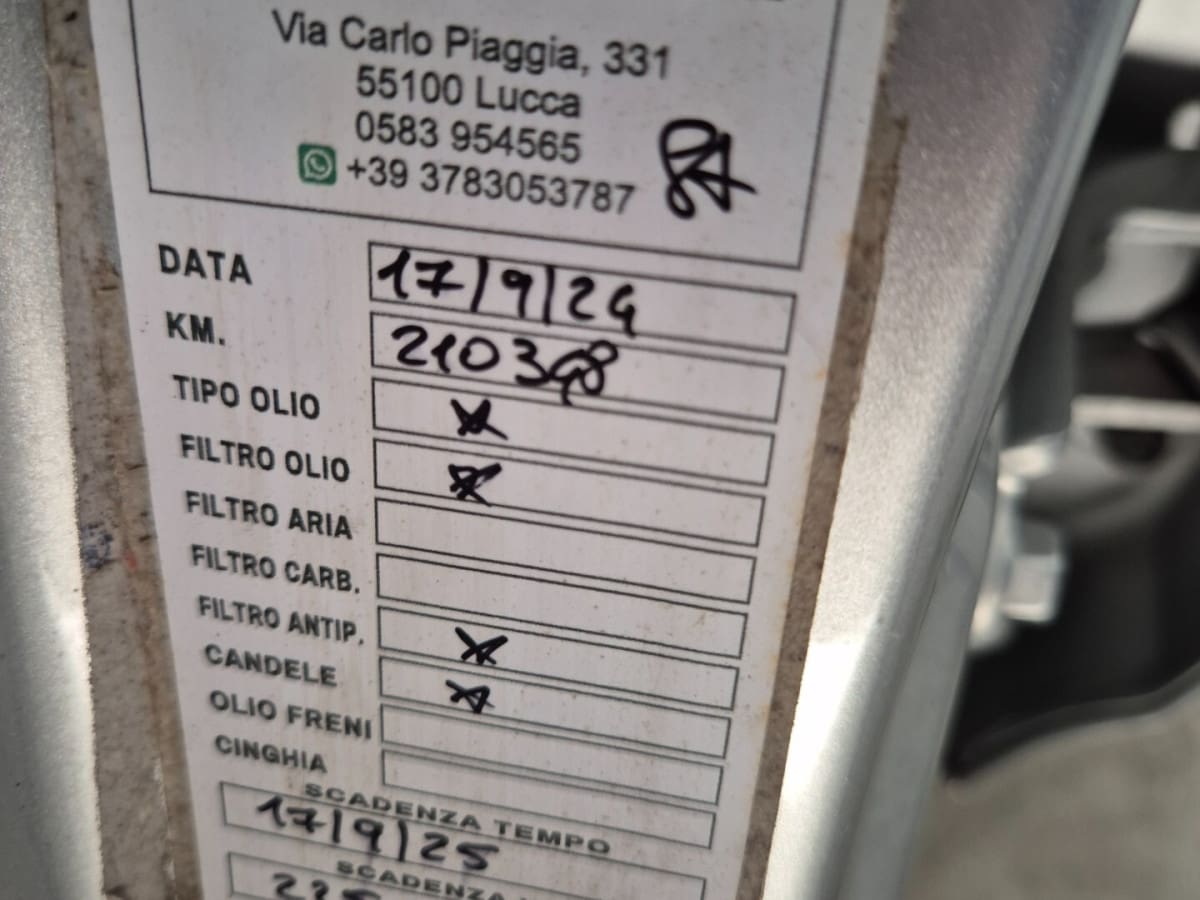 Via Carlo Piaggia, 331
55100 Lucca
0583 954565
+39 3783053787
DATA 17/9/24
KM. 210398
TIPO OLIO X
FILTRO OLIO X
FILTRO ARIA
FILTRO CARB.
FILTRO ANTIP. X
CANDELE X
OLIO FRENI
CINGHIA
SCADENZA TEMPO
17/9/25
SCADENZA